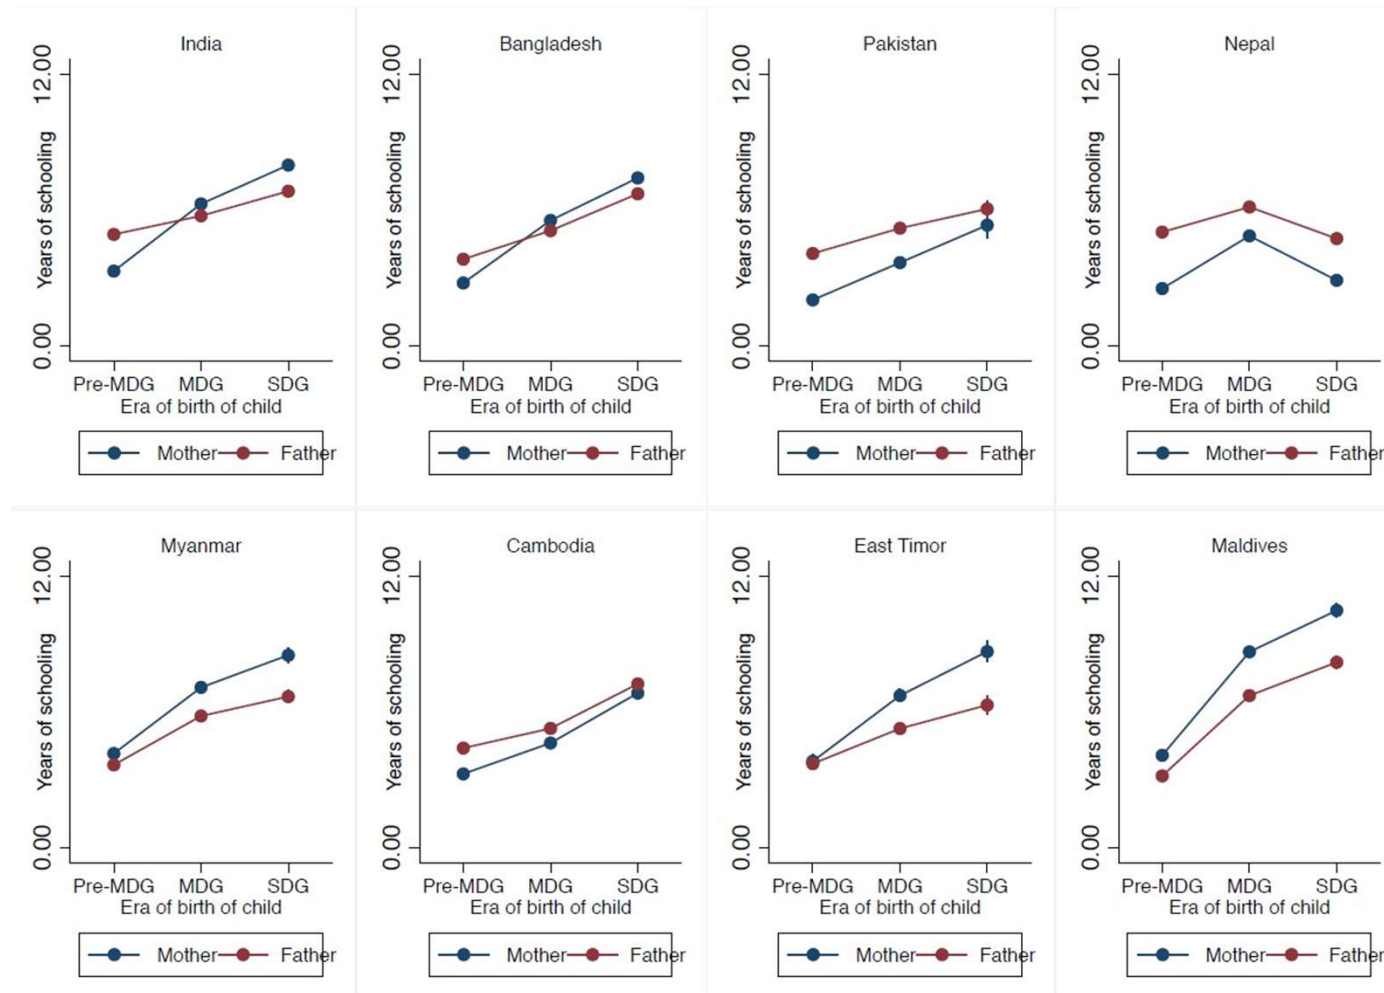 India
12.00
Years of schooling
0.00
Pre-MDG MDG SDG
Era of birth of child
Mother Father
Bangladesh
12.00
Years of schooling
0.00
Pre-MDG MDG SDG
Era of birth of child
Mother Father
Pakistan
12.00
Years of schooling
0.00
Pre-MDG MDG SDG
Era of birth of child
Mother Father
Nepal
12.00
Years of schooling
0.00
Pre-MDG MDG SDG
Era of birth of child
Mother Father
Myanmar
12.00
Years of schooling
0.00
Pre-MDG MDG SDG
Era of birth of child
Mother Father
Cambodia
12.00
Years of schooling
0.00
Pre-MDG MDG SDG
Era of birth of child
Mother Father
East Timor
12.00
Years of schooling
0.00
Pre-MDG MDG SDG
Era of birth of child
Mother Father
Maldives
12.00
Years of schooling
0.00
Pre-MDG MDG SDG
Era of birth of child
Mother Father